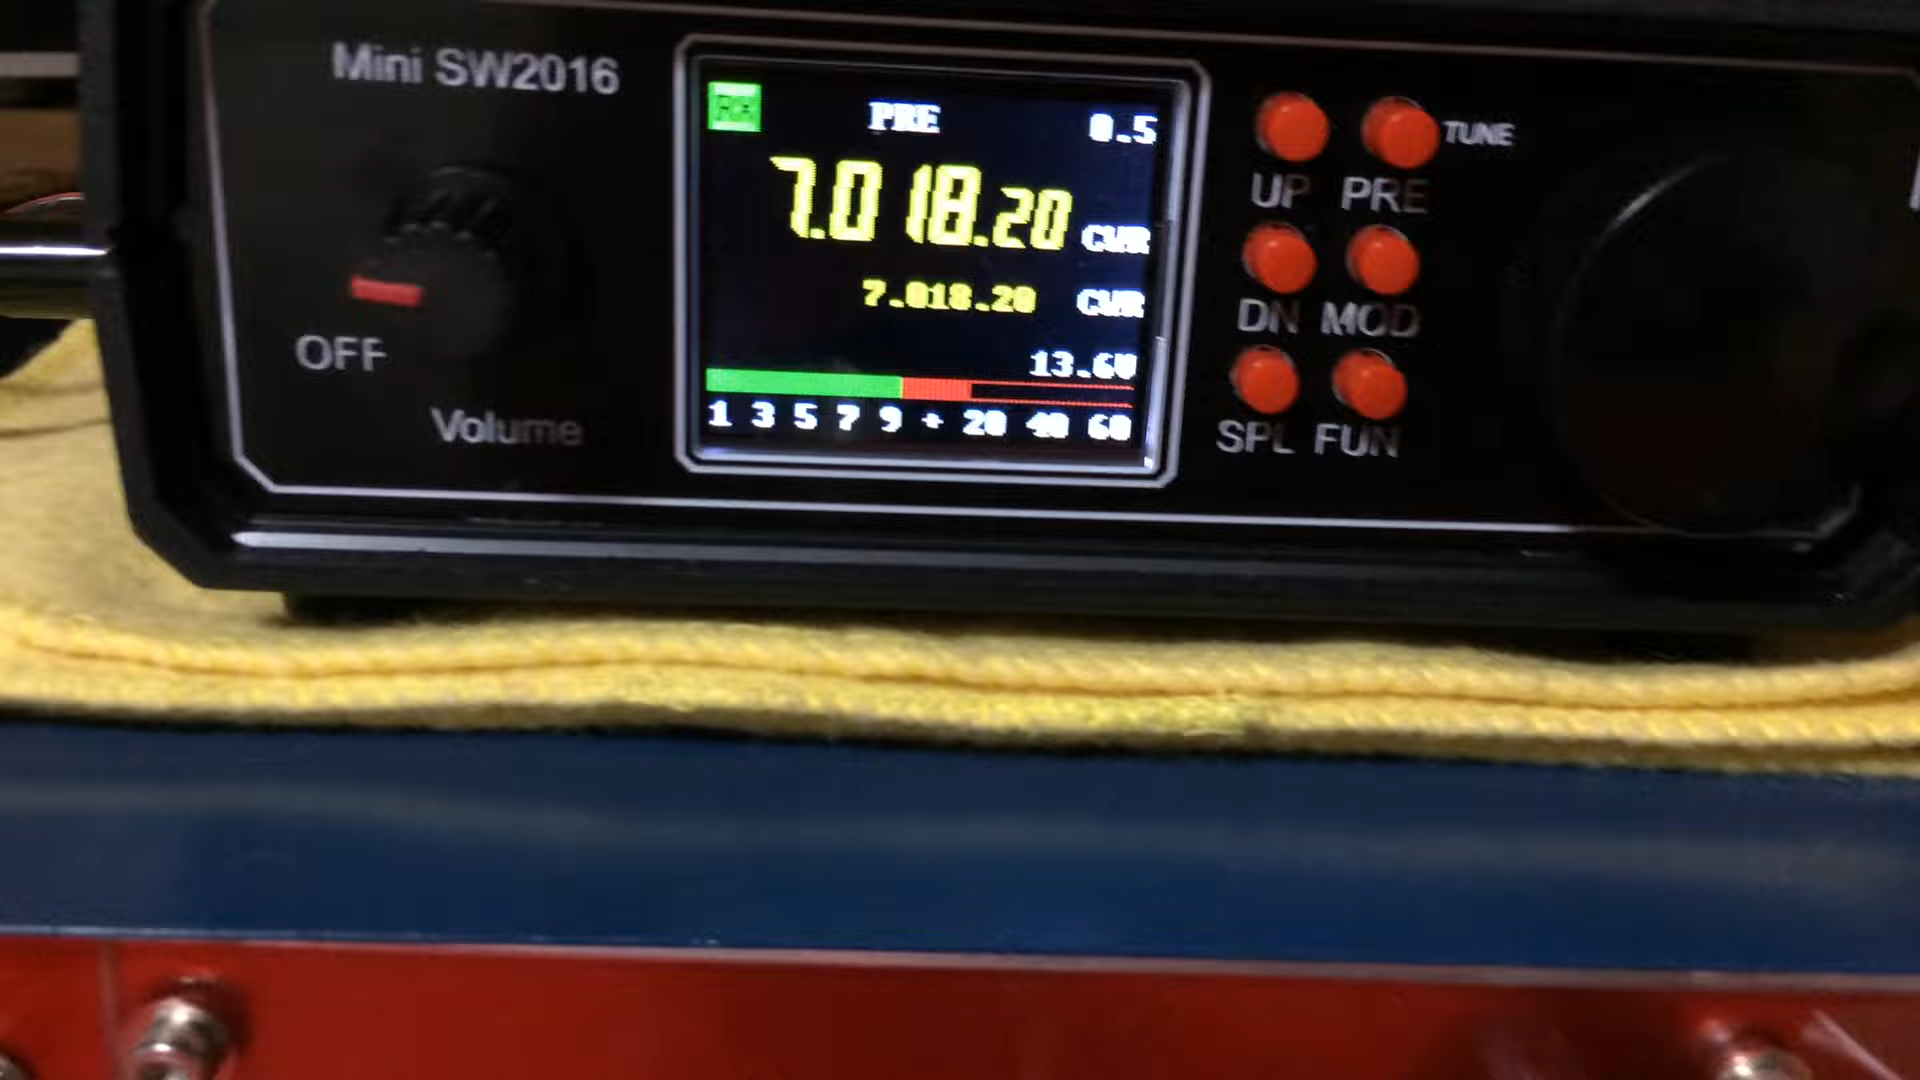 Mini SW2016
OFF
Volume
PRE
0.5
7.018.20 CWR
7.018.20 CWR
13.6V
1 3 5 7 9 + 20 40 60
TUNE
UP PRE
DN MOD
SPL FUN